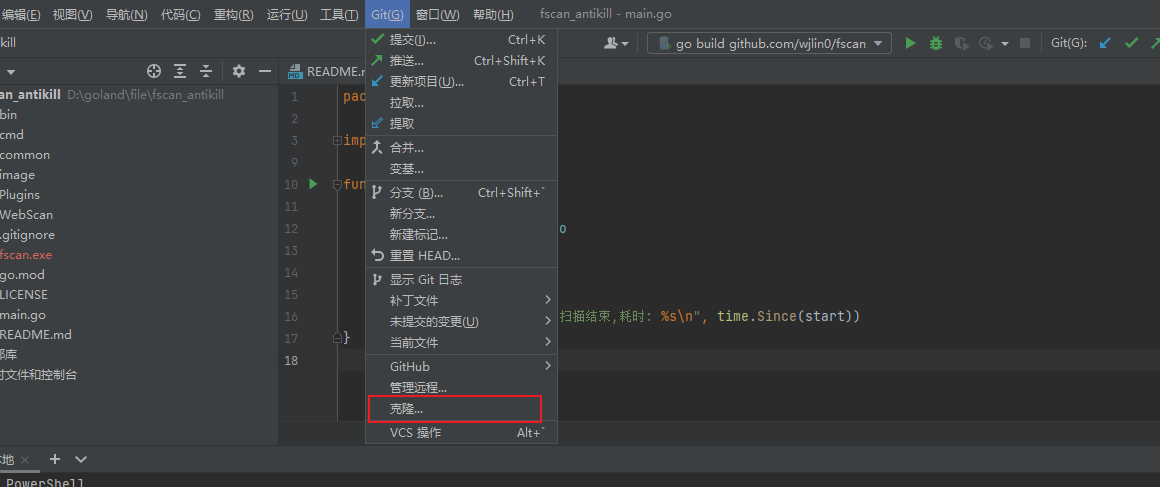 编辑(E) 视图(V) 导航(N) 代码(C) 重构(R) 运行(U) 工具(T) Git(G) 窗口(W) 帮助(H) fscan_antikill - main.go
kill
go build github.com/wjlin0/fscan
Git(G):
README.
an_antikill D:\goland\file\fscan_antikill
bin
cmd
common
image
Plugins
WebScan
.gitignore
fscan.exe
go.mod
LICENSE
main.go
README.md
部库
时文件和控制台
提交(I)... Ctrl+K
推送... Ctrl+Shift+K
更新项目(U)... Ctrl+T
拉取...
提取
合并...
变基...
分支 (B)... Ctrl+Shift+`
新分支...
新建标记...
重置 HEAD...
显示 Git 日志
补丁文件
未提交的变更(U)
当前文件
GitHub
管理远程...
克隆...
VCS 操作 Alt+`
1 pac
2
3 imp
9
10 fun
11
12 o
13
14
15
16 扫描结束,耗时: %s\n", time.Since(start))
17 }
18
本地
PowerShell